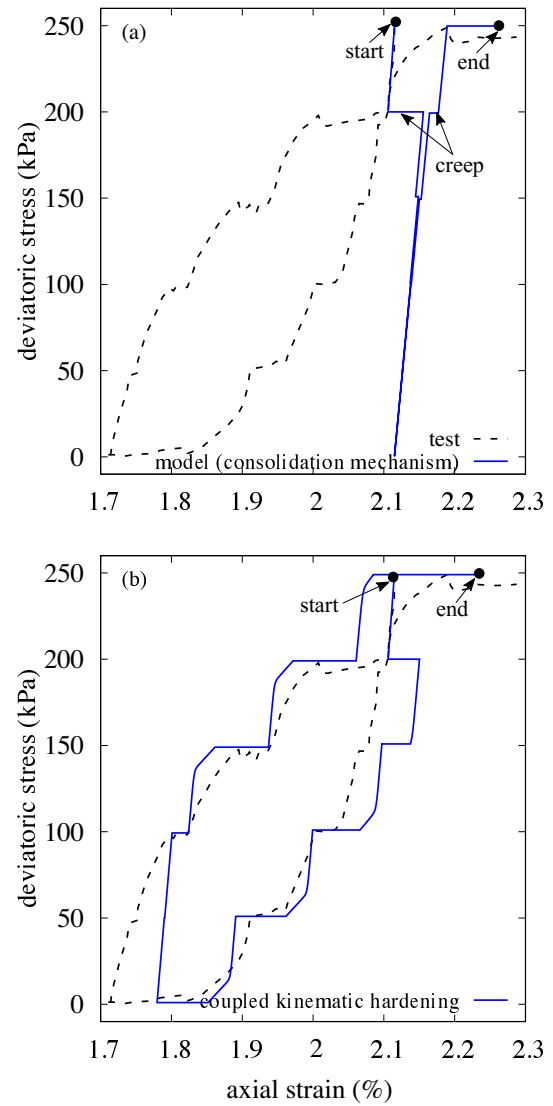 (a)
start
end
creep
test
model (consolidation mechanism)
deviatoric stress (kPa)
250
200
150
100
50
0
1.7 1.8 1.9 2 2.1 2.2 2.3
(b)
start
end
coupled kinematic hardening
deviatoric stress (kPa)
250
200
150
100
50
0
1.7 1.8 1.9 2 2.1 2.2 2.3
axial strain (%)